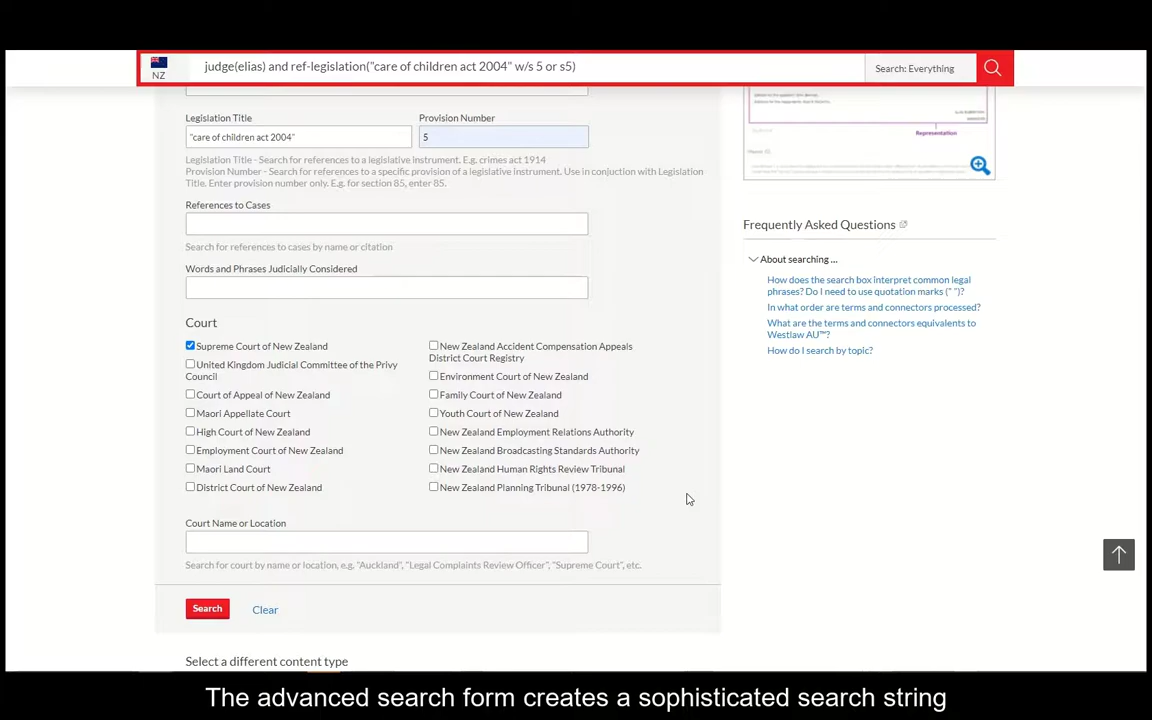 NZ
judge(elias) and ref-legislation("care of children act 2004" w/s 5 or s5)
Search: Everything
Legislation Title
Provision Number
"care of children act 2004"
5
Legislation Title - Search for references to a legislative instrument. E.g. crimes act 1914
Provision Number - Search for references to a specific provision of a legislative instrument. Use in conjuction with Legislation
Title. Enter provision number only. E.g. for section 85, enter 85.
References to Cases
Search for references to cases by name or citation
Words and Phrases Judicially Considered
Court
Supreme Court of New Zealand
United Kingdom Judicial Committee of the Privy
Council
Court of Appeal of New Zealand
Maori Appellate Court
High Court of New Zealand
Employment Court of New Zealand
Maori Land Court
District Court of New Zealand
New Zealand Accident Compensation Appeals
District Court Registry
Environment Court of New Zealand
Family Court of New Zealand
Youth Court of New Zealand
New Zealand Employment Relations Authority
New Zealand Broadcasting Standards Authority
New Zealand Human Rights Review Tribunal
New Zealand Planning Tribunal (1978-1996)
Court Name or Location
Search for court by name or location, e.g. "Auckland", "Legal Complaints Review Officer", "Supreme Court", etc.
Search
Clear
Select a different content type
Representation
Frequently Asked Questions
About searching ...
How does the search box interpret common legal
phrases? Do I need to use quotation marks (" ")?
In what order are terms and connectors processed?
What are the terms and connectors equivalents to
Westlaw AU™?
How do I search by topic?
The advanced search form creates a sophisticated search string